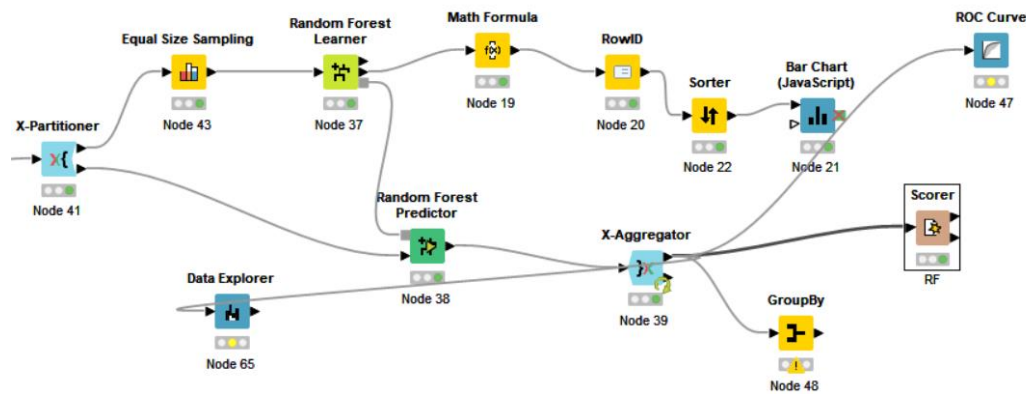 Equal Size Sampling
Node 43
Random Forest
Learner
Node 37
Math Formula
f(x)
Node 19
RowID
Node 20
Sorter
Node 22
Bar Chart
(JavaScript)
Node 21
ROC Curve
Node 47
X-Partitioner
X{
Node 41
Random Forest
Predictor
Node 38
X-Aggregator
}X
Node 39
Scorer
RF
Data Explorer
Node 65
GroupBy
!
Node 48